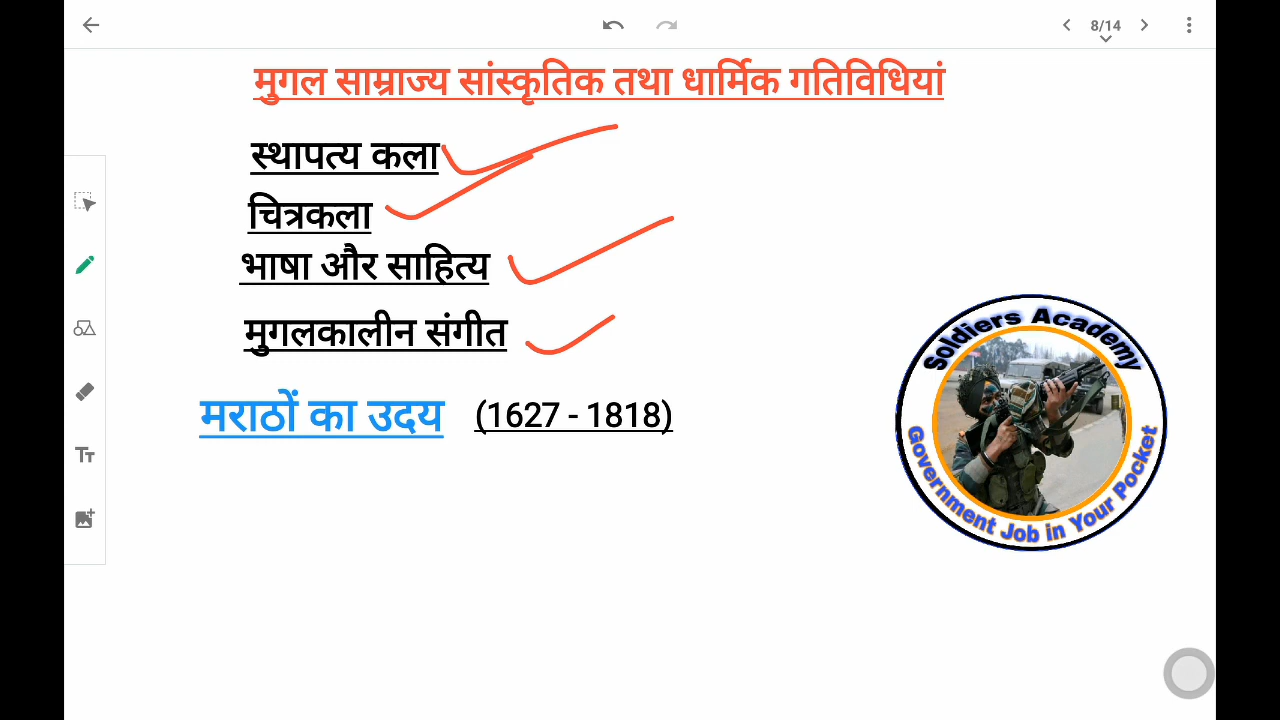 8/14
मुगल साम्राज्य सांस्कृतिक तथा धार्मिक गतिविधियां
स्थापत्य कला
चित्रकला
भाषा और साहित्य
मुगलकालीन संगीत
मराठों का उदय (1627 - 1818)
Soldiers Academy
Government Job in Your Pocket
TT